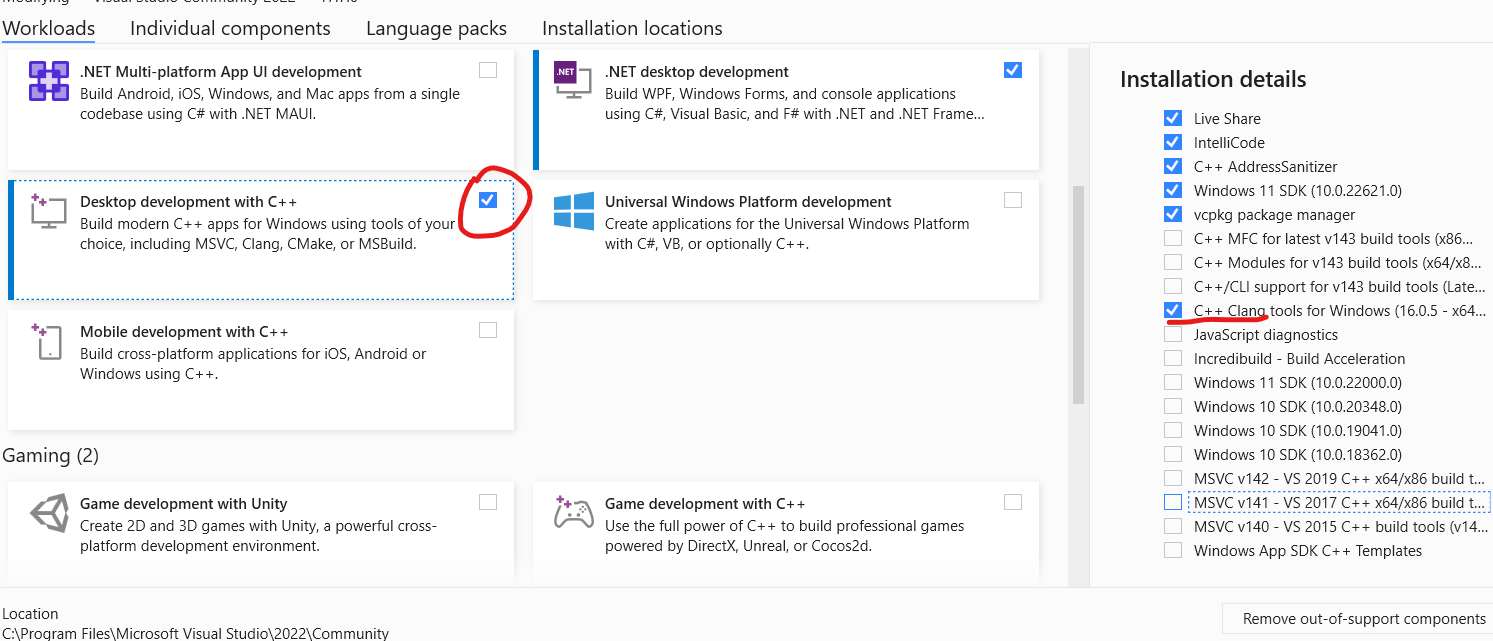 Modifying — Visual Studio Community 2022 —
Workloads Individual components Language packs Installation locations
.NET Multi-platform App UI development
Build Android, iOS, Windows, and Mac apps from a single
codebase using C# with .NET MAUI.
.NET
.NET desktop development
Build WPF, Windows Forms, and console applications
using C#, Visual Basic, and F# with .NET and .NET Frame...
Desktop development with C++
Build modern C++ apps for Windows using tools of your
choice, including MSVC, Clang, CMake, or MSBuild.
Universal Windows Platform development
Create applications for the Universal Windows Platform
with C#, VB, or optionally C++.
Mobile development with C++
Build cross-platform applications for iOS, Android or
Windows using C++.
Gaming (2)
Game development with Unity
Create 2D and 3D games with Unity, a powerful cross-
platform development environment.
Game development with C++
Use the full power of C++ to build professional games
powered by DirectX, Unreal, or Cocos2d.
Location
C:\Program Files\Microsoft Visual Studio\2022\Community
Installation details
Live Share
IntelliCode
C++ AddressSanitizer
Windows 11 SDK (10.0.22621.0)
vcpkg package manager
C++ MFC for latest v143 build tools (x86...
C++ Modules for v143 build tools (x64/x8...
C++/CLI support for v143 build tools (Late...
C++ Clang tools for Windows (16.0.5 - x64...
JavaScript diagnostics
Incredibuild - Build Acceleration
Windows 11 SDK (10.0.22000.0)
Windows 10 SDK (10.0.20348.0)
Windows 10 SDK (10.0.19041.0)
Windows 10 SDK (10.0.18362.0)
MSVC v142 - VS 2019 C++ x64/x86 build t...
MSVC v141 - VS 2017 C++ x64/x86 build t...
MSVC v140 - VS 2015 C++ build tools (v14...
Windows App SDK C++ Templates
Remove out-of-support components